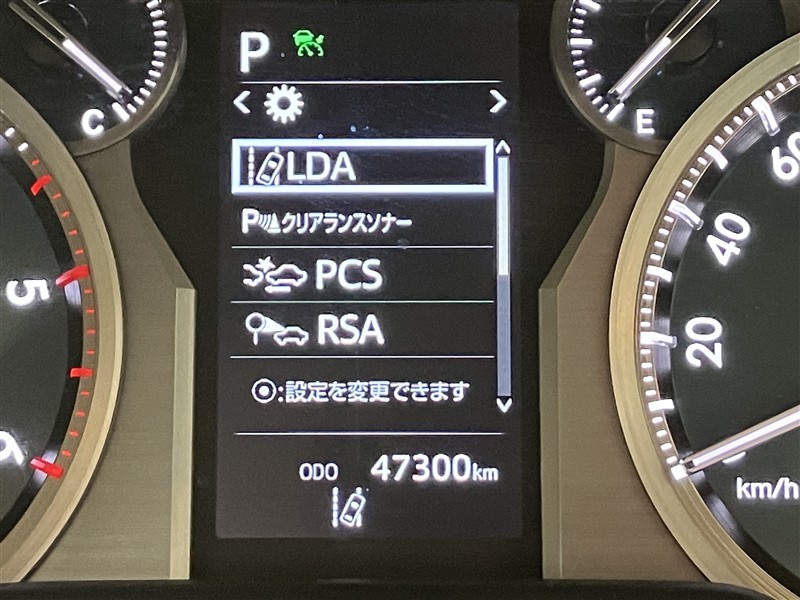 P
C
E
LDA
Pクリアランスソナー
PCS
RSA
◎:設定を変更できます
ODO 47300km
5
6
60
40
20
km/h